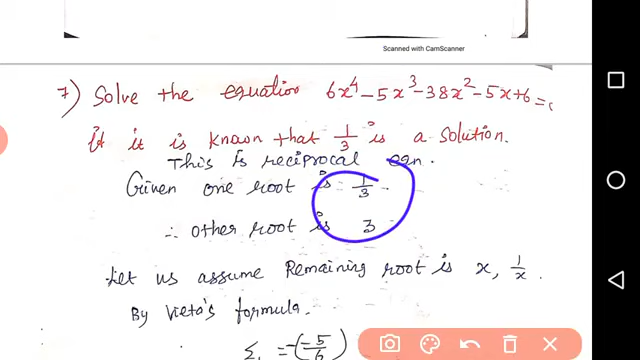 Scanned with CamScanner
7) Solve the equation 6x⁴-5x³-38x²-5x+6=0
If it is known that 1/3 is a solution.
This is reciprocal eqn.
Given one root is 1/3.
∴ other root is 3
Let us assume Remaining root is x, 1/x.
By Vieta's formula.
Σ₁ = -(-5/6)